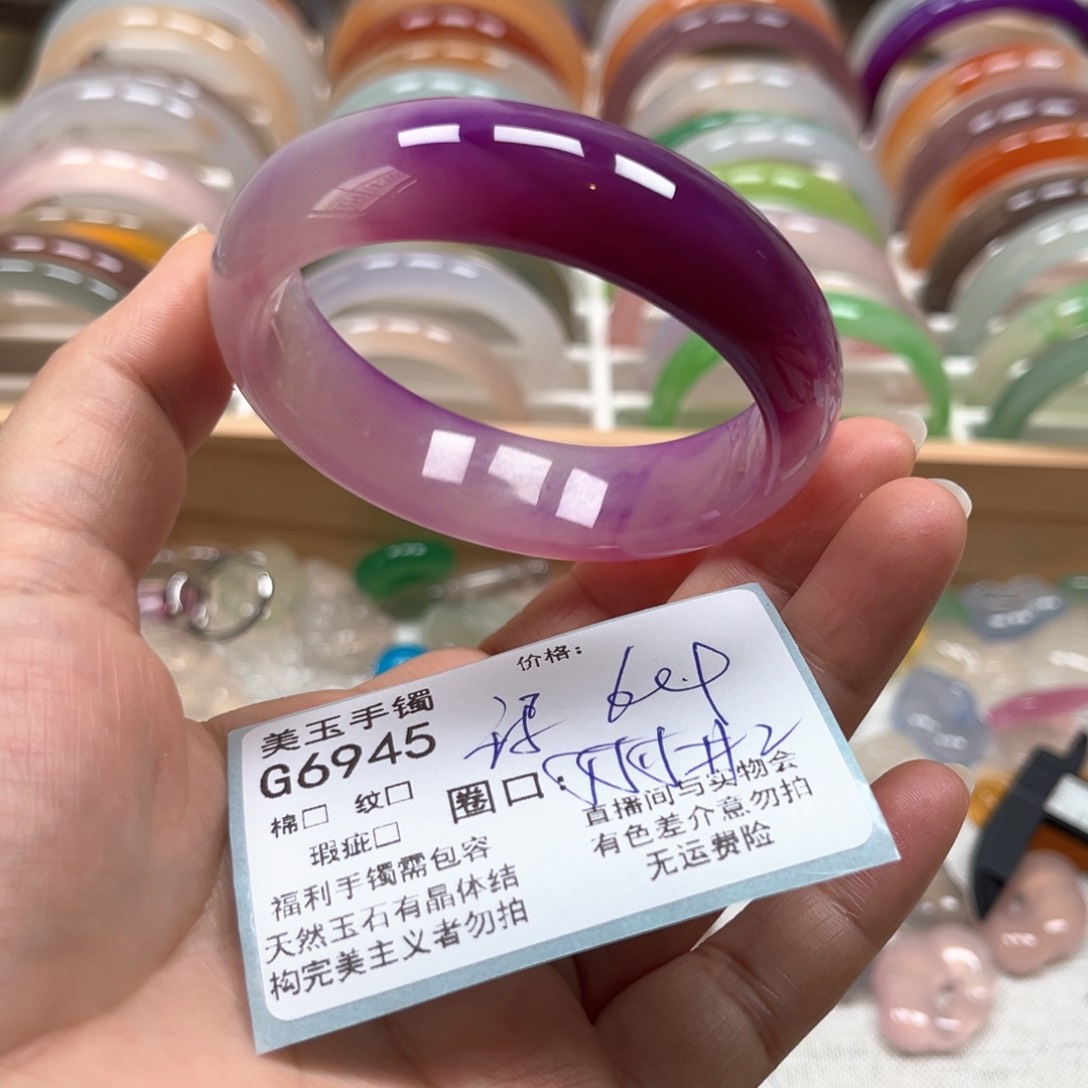 价格：
美玉手镯
G6945
棉□ 纹□
圈口：
瑕疵□
直播间与实物会
有色差介意勿拍
无运费险
福利手镯需包容
天然玉石有晶体结
构完美主义者勿拍